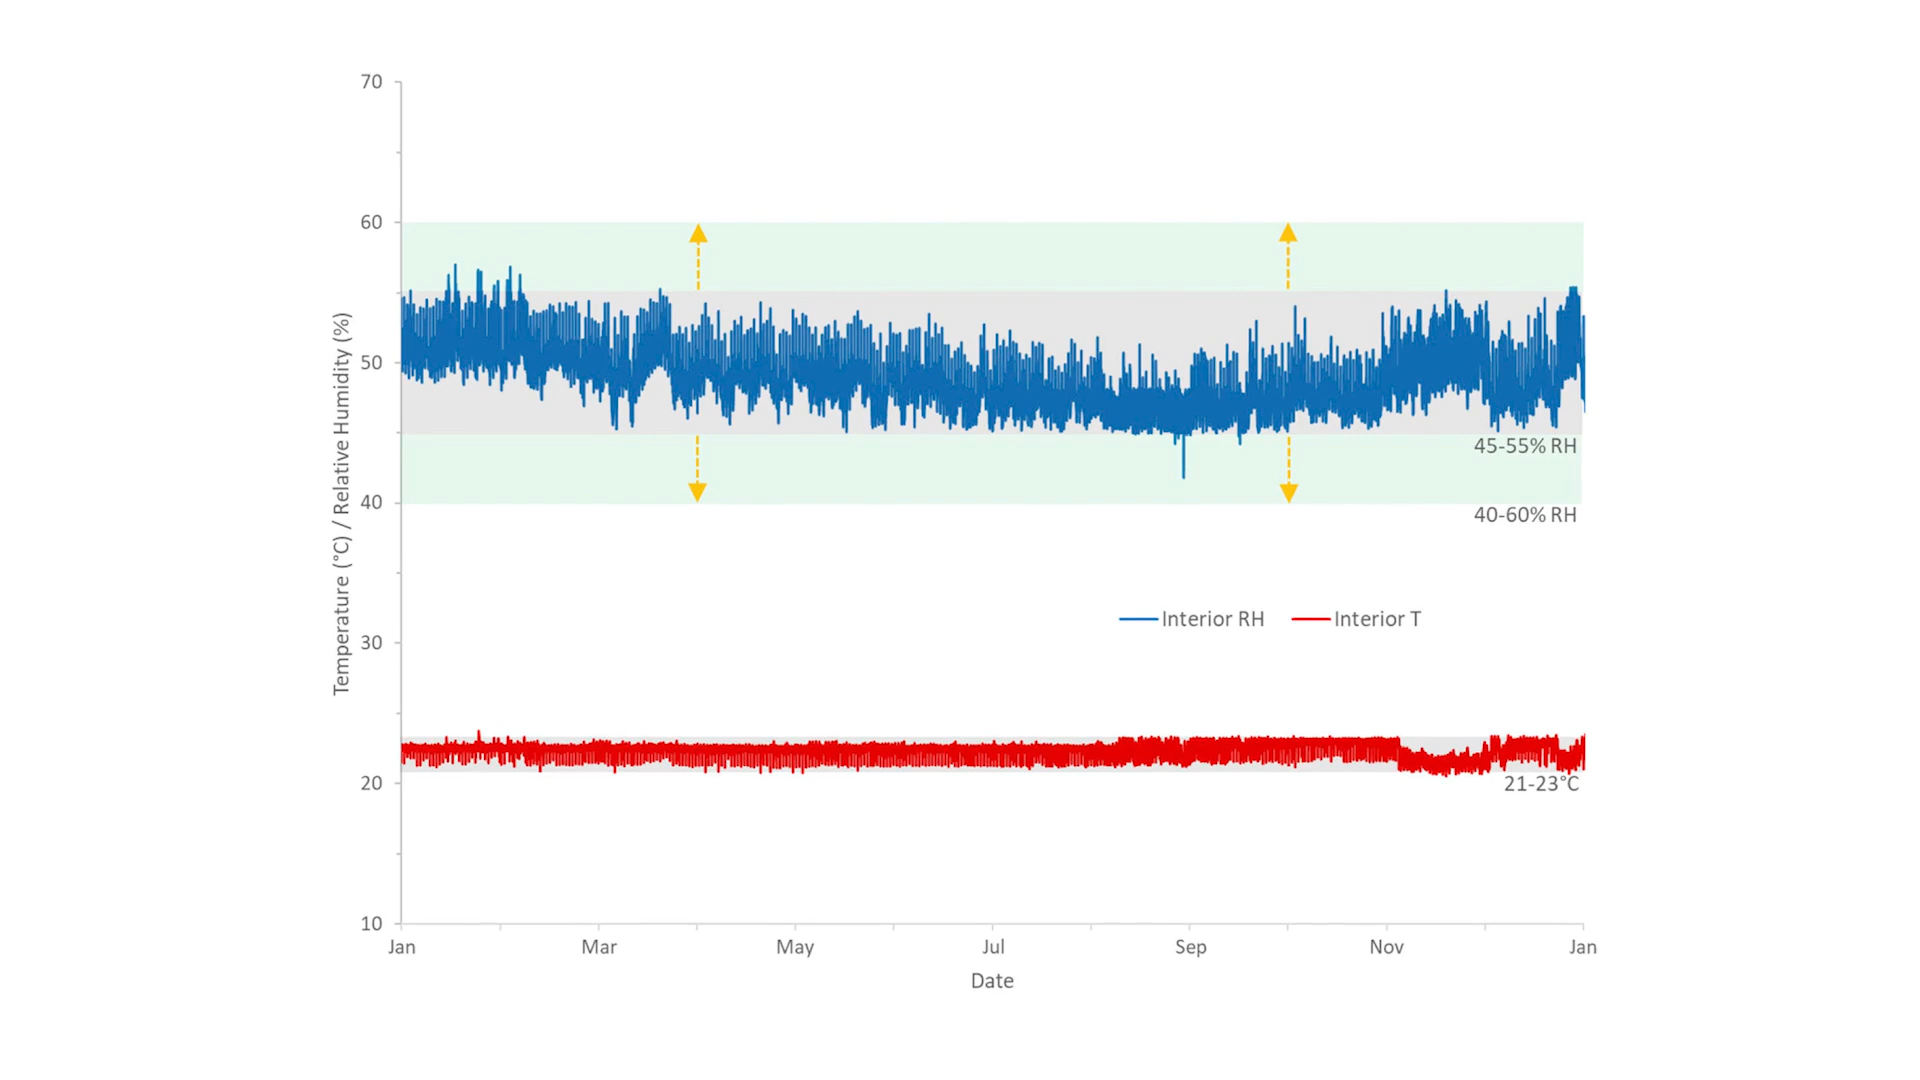 70
60
50
40
30
20
10
Temperature (°C) / Relative Humidity (%)
45-55% RH
40-60% RH
Interior RH
Interior T
21-23°C
Jan
Mar
May
Jul
Sep
Nov
Jan
Date